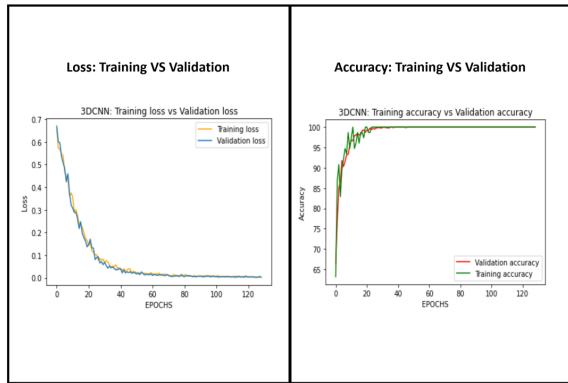 Loss: Training VS Validation
3DCNN: Training loss vs Validation loss
Training loss
Validation loss
0.7
0.6
0.5
0.4
0.3
0.2
0.1
0.0
Loss
0 20 40 60 80 100 120
EPOCHS
Accuracy: Training VS Validation
3DCNN: Training accuracy vs Validation accuracy
100
95
90
85
80
75
70
65
Accuracy
Validation accuracy
Training accuracy
0 20 40 60 80 100 120
EPOCHS